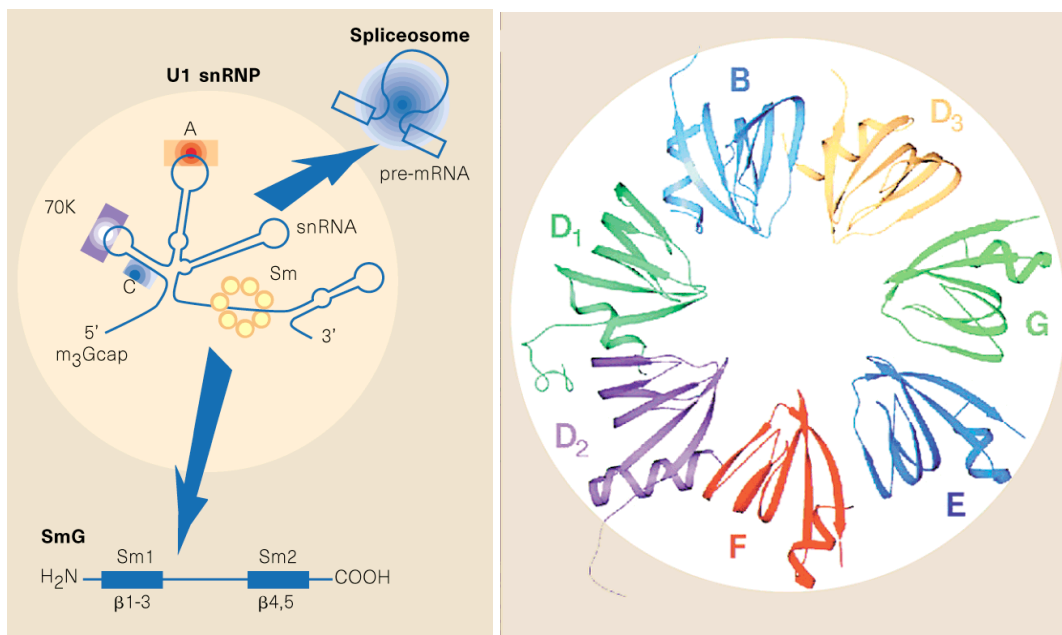 Spliceosome
U1 snRNP
A
pre-mRNA
70K
snRNA
C
Sm
5’
3’
m3Gcap
SmG
Sm1
Sm2
H2N
COOH
β1-3
β4,5
B
D3
D1
G
D2
E
F